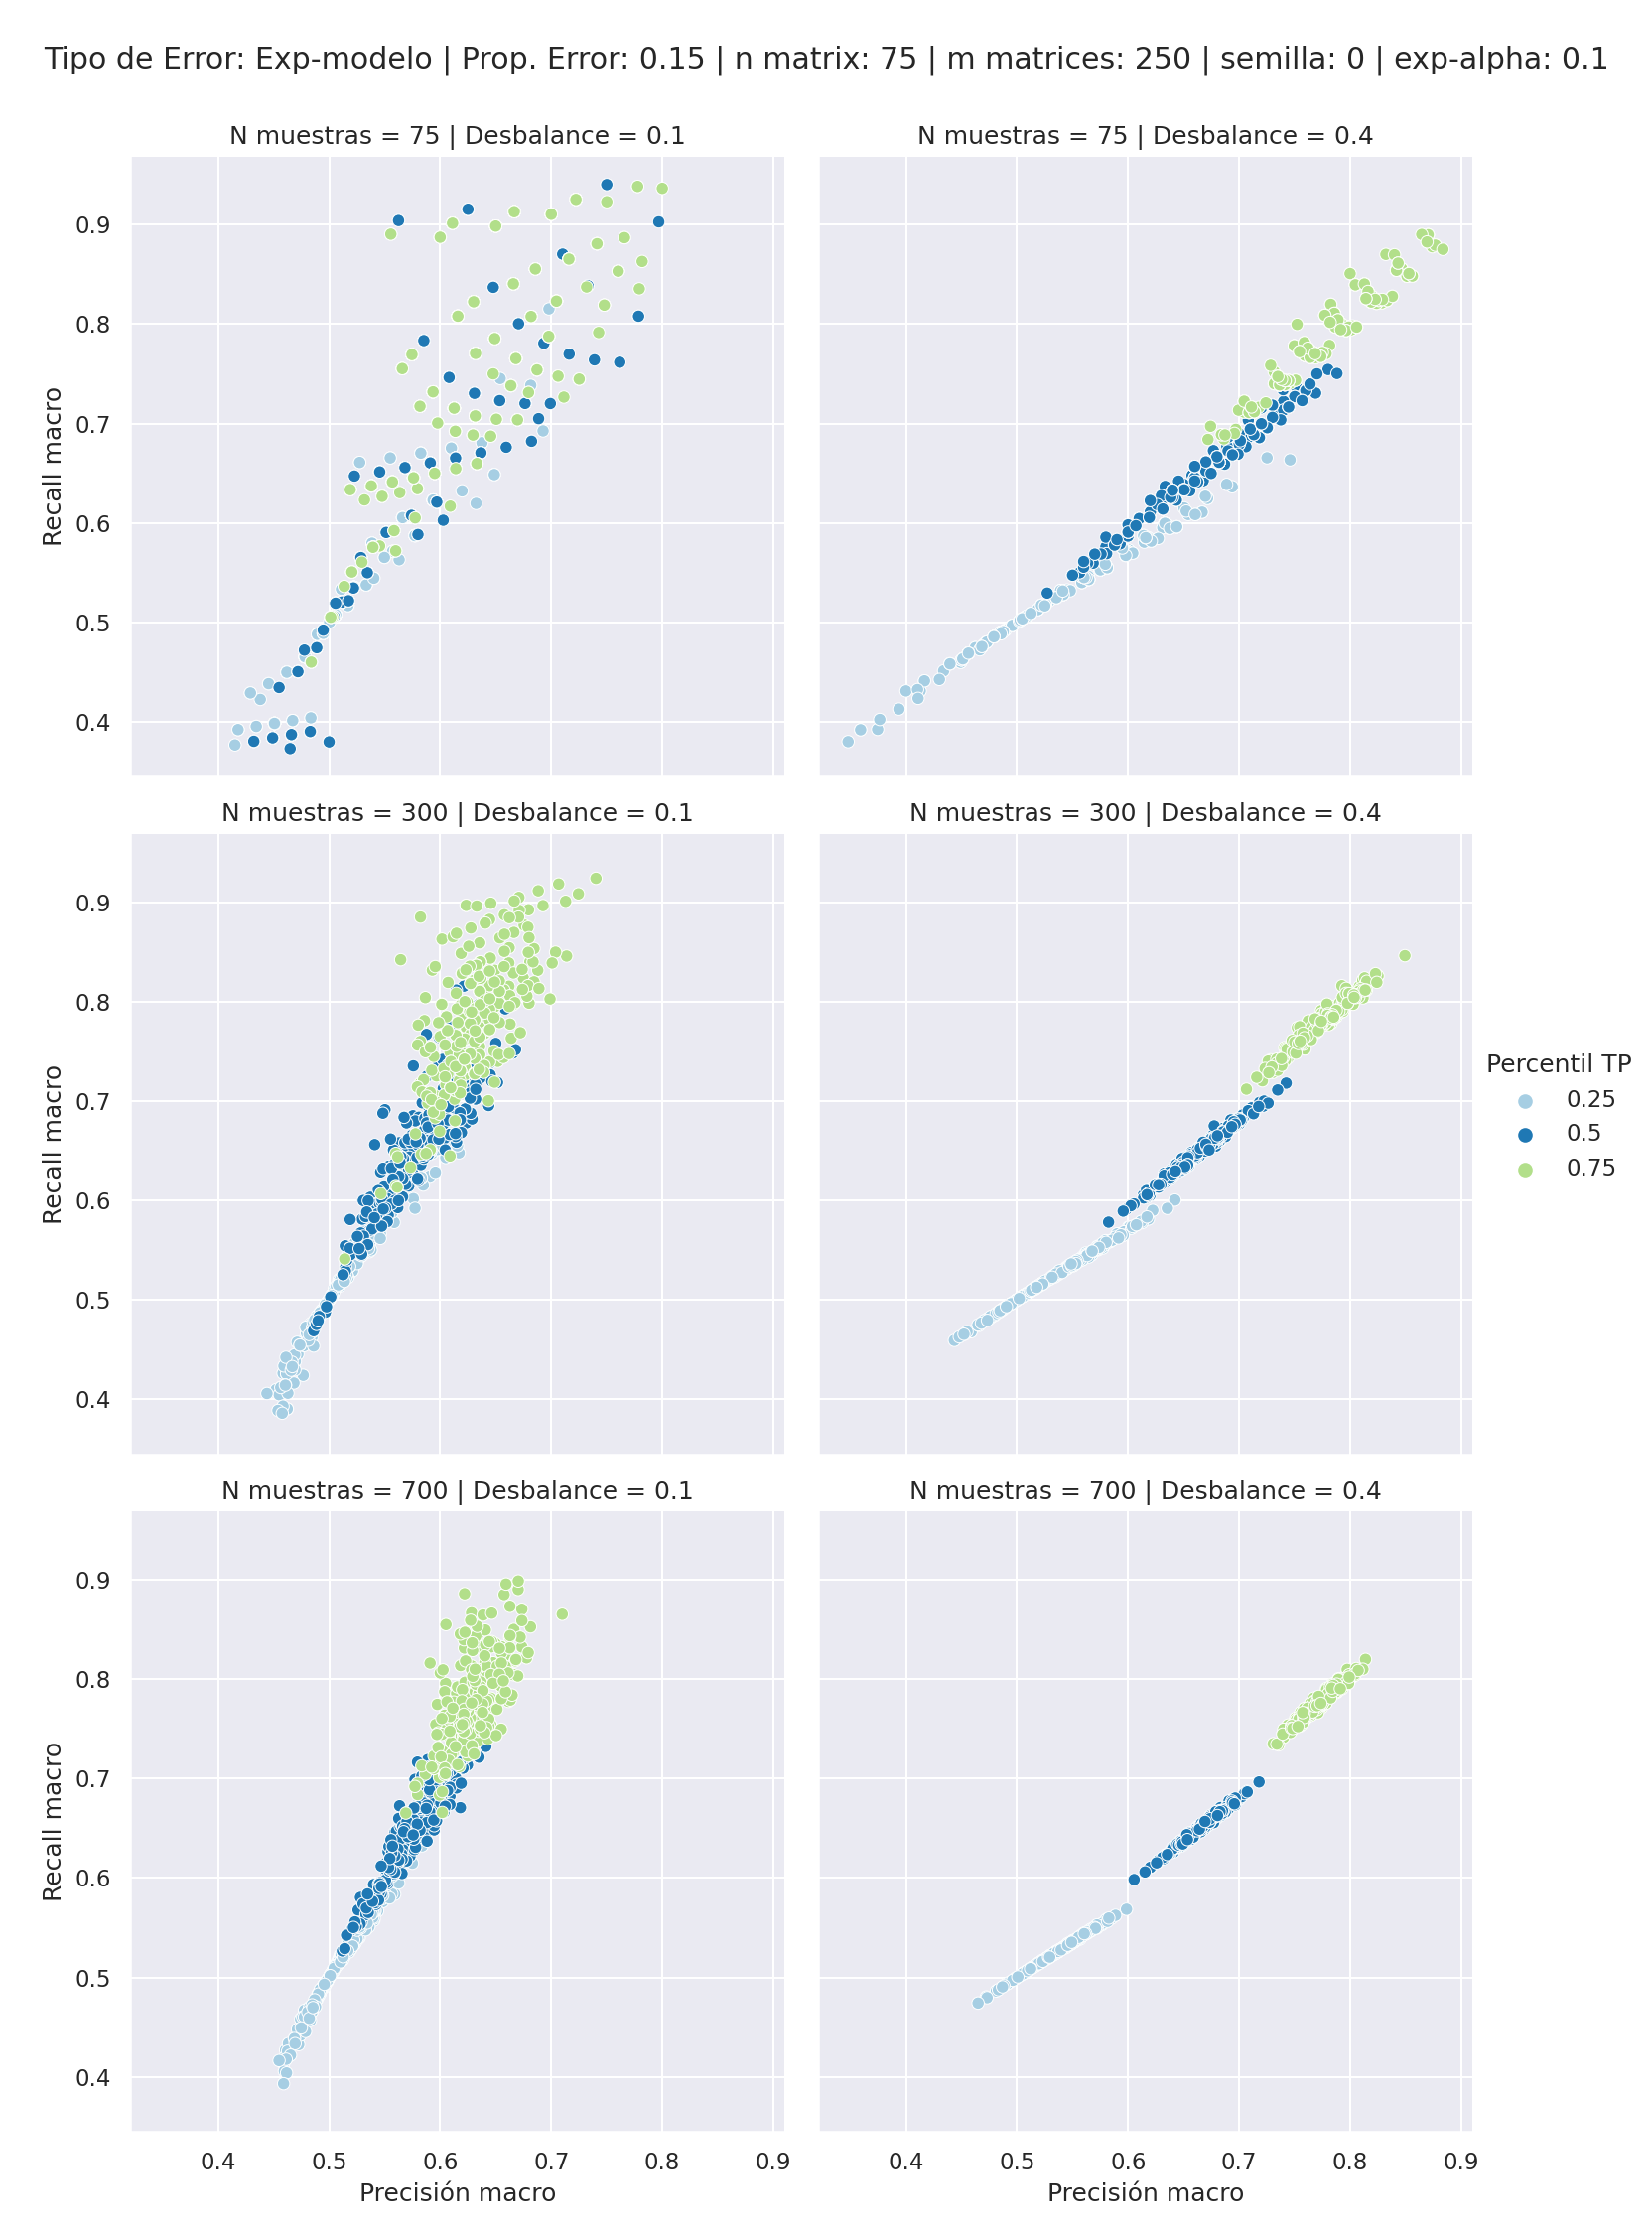 Tipo de Error: Exp-modelo | Prop. Error: 0.15 | n matrix: 75 | m matrices: 250 | semilla: 0 | exp-alpha: 0.1
N muestras = 75 | Desbalance = 0.1
N muestras = 75 | Desbalance = 0.4
0.9
0.8
0.7
0.6
0.5
0.4
Recall macro
N muestras = 300 | Desbalance = 0.1
N muestras = 300 | Desbalance = 0.4
0.9
0.8
0.7
0.6
0.5
0.4
Recall macro
Percentil TP
0.25
0.5
0.75
N muestras = 700 | Desbalance = 0.1
N muestras = 700 | Desbalance = 0.4
0.9
0.8
0.7
0.6
0.5
0.4
Recall macro
0.4 0.5 0.6 0.7 0.8 0.9
Precisión macro
0.4 0.5 0.6 0.7 0.8 0.9
Precisión macro